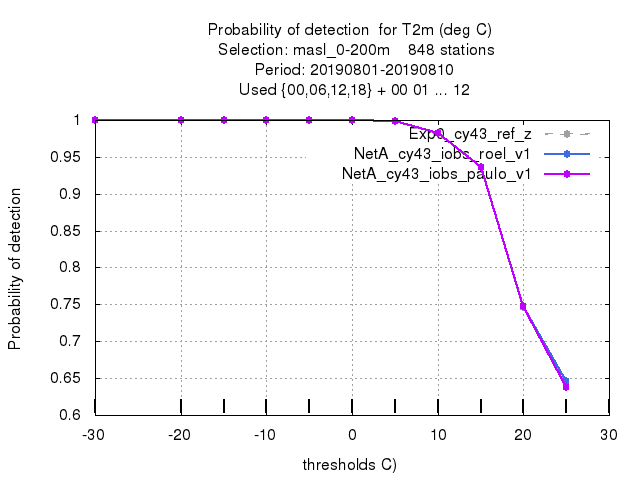 Probability of detection for T2m (deg C)
Selection: masl_0-200m 848 stations
Period: 20190801-20190810
Used {00,06,12,18} + 00 01 ... 12
Exp0_cy43_ref_z
NetA_cy43_iobs_roel_v1
NetA_cy43_iobs_paulo_v1
Probability of detection
1
0.95
0.9
0.85
0.8
0.75
0.7
0.65
0.6
-30 -20 -10 0 10 20 30
thresholds C)